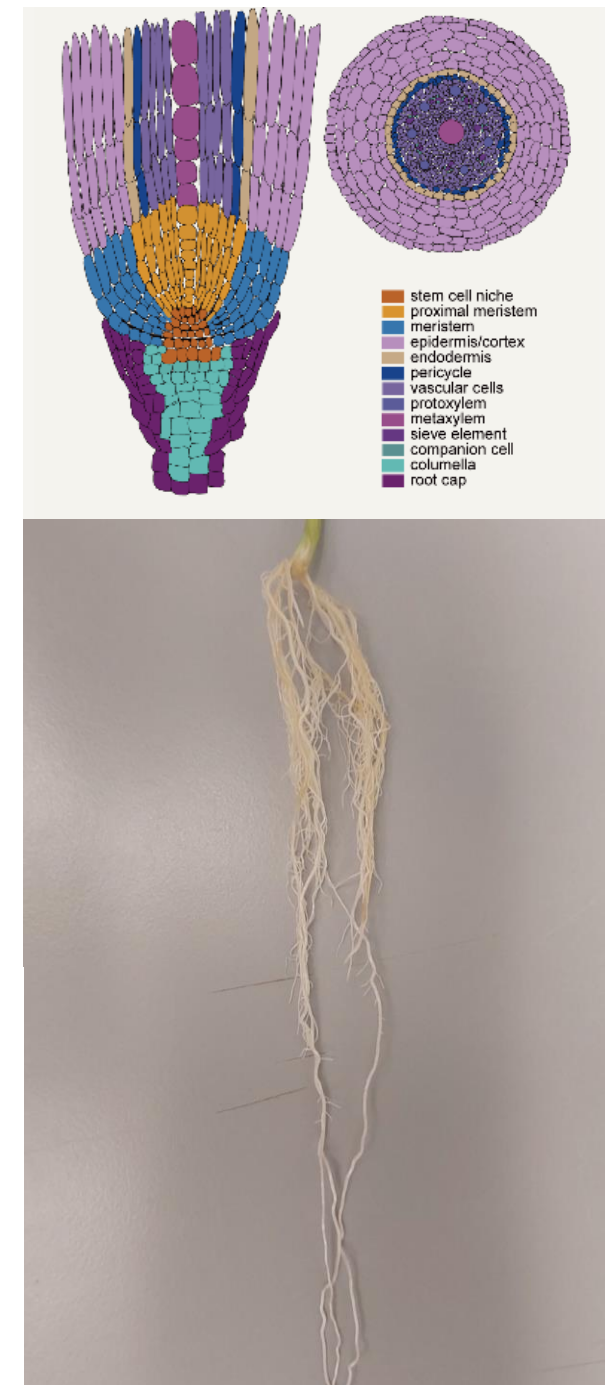 stem cell niche
proximal meristem
meristem
epidermis/cortex
endodermis
pericycle
vascular cells
protoxylem
metaxylem
sieve element
companion cell
columella
root cap